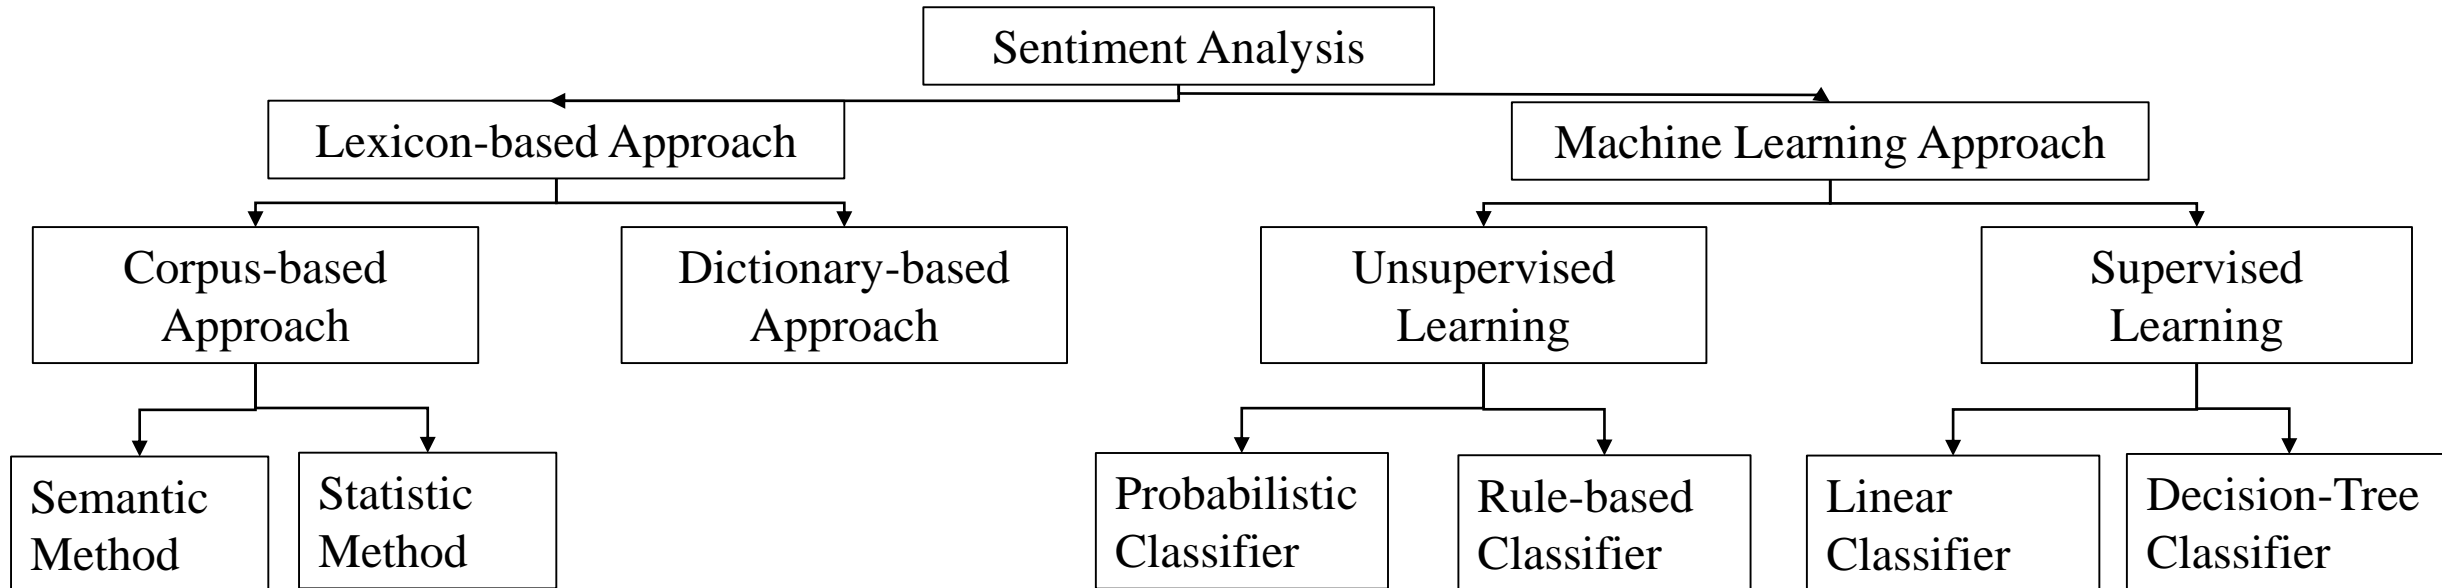 Sentiment Analysis
Lexicon-based Approach
Machine Learning Approach
Corpus-based
Approach
Dictionary-based
Approach
Unsupervised
Learning
Supervised
Learning
Semantic
Method
Statistic
Method
Probabilistic
Classifier
Rule-based
Classifier
Linear
Classifier
Decision-Tree
Classifier